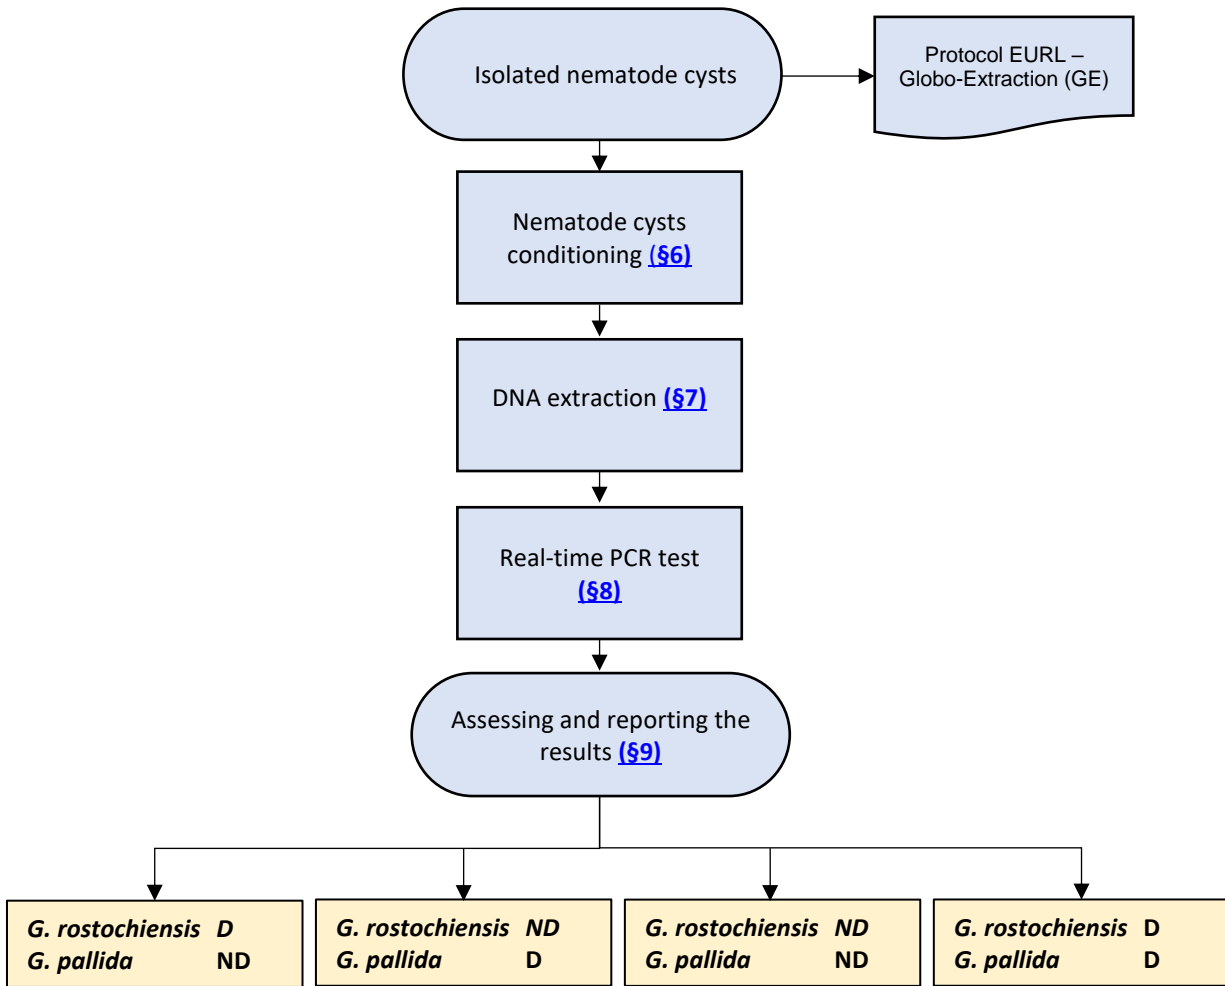 Isolated nematode cysts
Protocol EURL –
Globo-Extraction (GE)
Nematode cysts
conditioning (§6)
DNA extraction (§7)
Real-time PCR test
(§8)
Assessing and reporting the
results (§9)
G. rostochiensis D
G. pallida ND
G. rostochiensis ND
G. pallida D
G. rostochiensis ND
G. pallida ND
G. rostochiensis D
G. pallida D